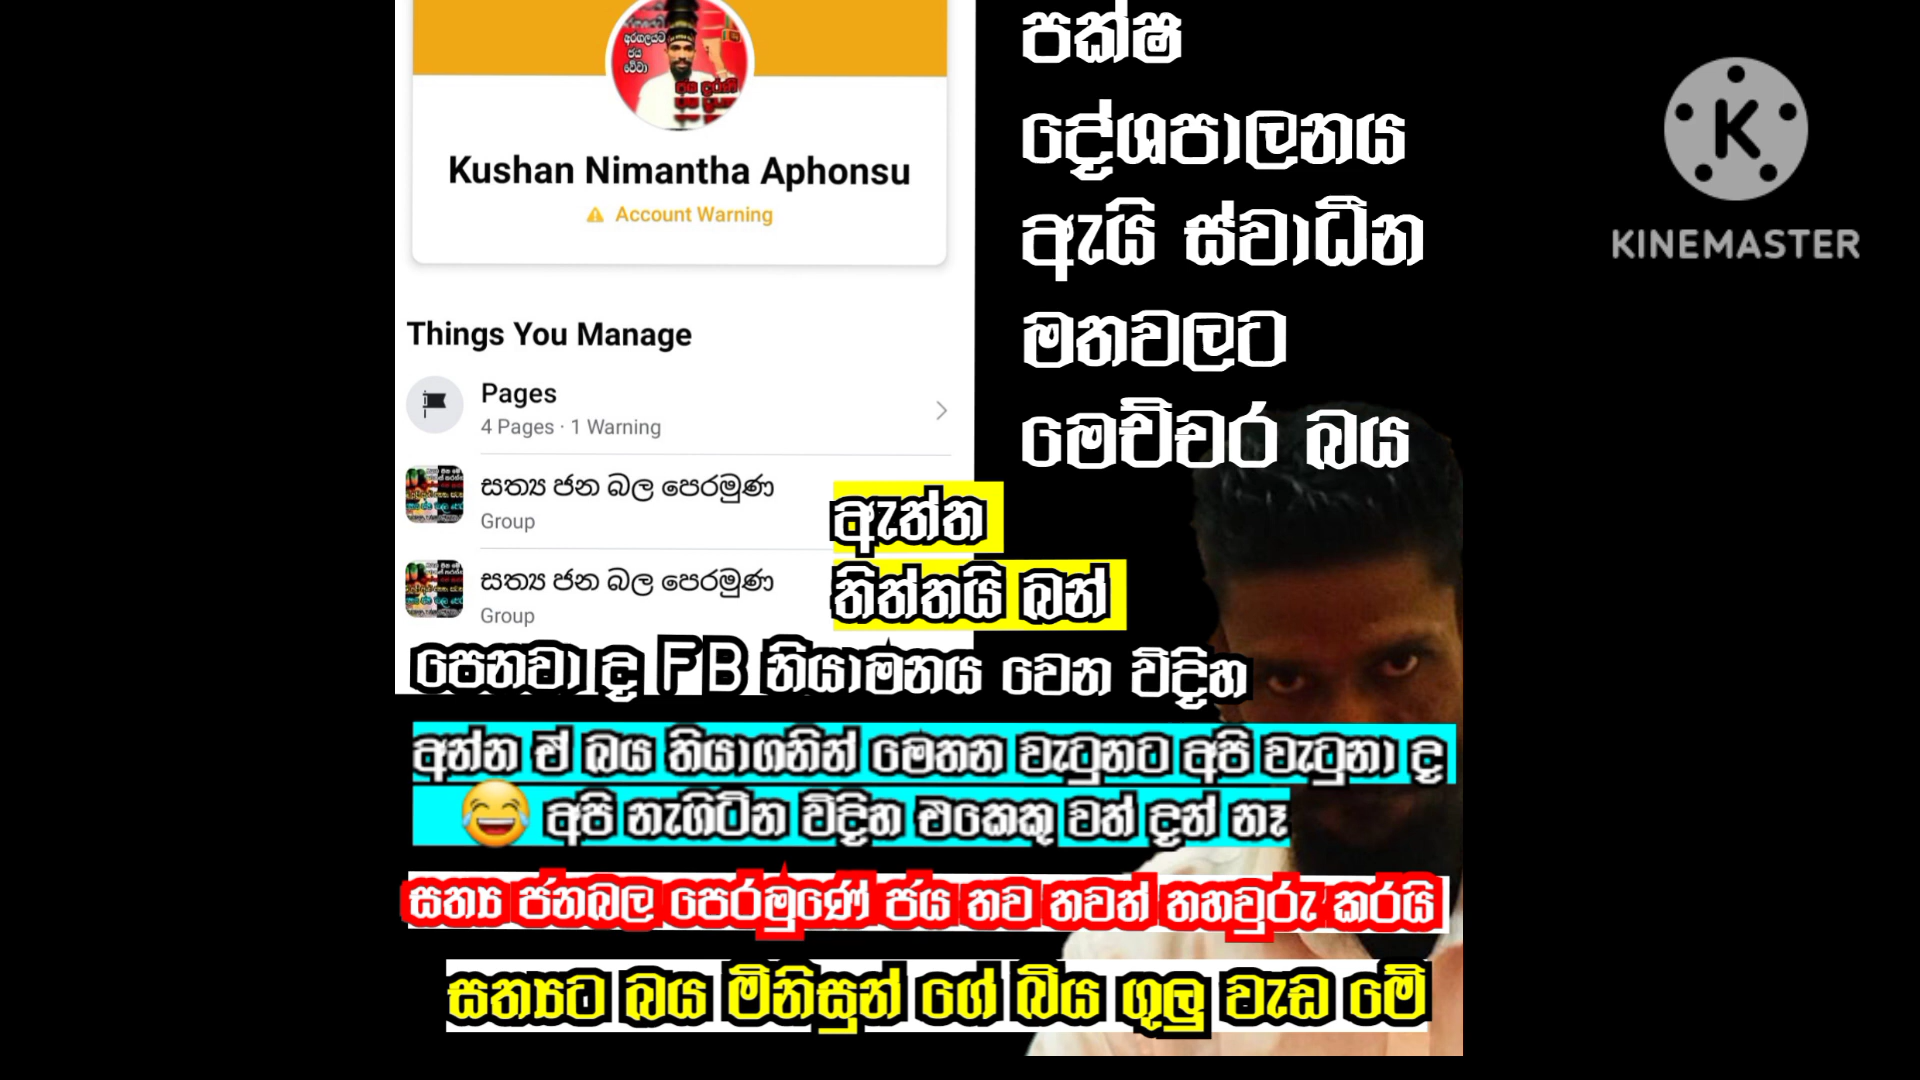 අරගලයට
ජය
වේවා
Kushan Nimantha Aphonsu
Account Warning
Things You Manage
Pages
4 Pages · 1 Warning
සත්‍ය ජන බල පෙරමුණ
Group
සත්‍ය ජන බල පෙරමුණ
Group
පක්ෂ
දේශපාලනය
ඇයි ස්වාධීන
මතවලට
මෙච්චර බය
ඇත්ත
තිත්තයි බන්
පෙනවා ද FB නියාමනය වෙන විදිහ
අන්න ඒ බය තියාගනින් මෙතන වැටුනට අපි වැටුනා ද
😂 අපි නැගිටින විදිහ එකෙකු වත් දන් නෑ
සත්‍ය ජනබල පෙරමුණේ ජය තව තවත් තහවුරු කරයි
සත්‍යට බය මිනිසුන් ගේ බිය ගුලු වැඩ මේ
KINEMASTER